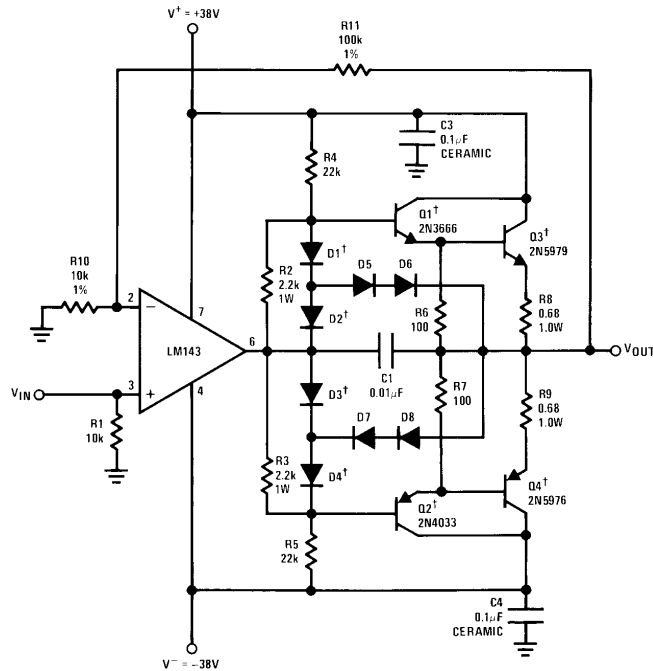 V⁺ = +38V
R11
100k
1%
C3
0.1μF
CERAMIC
R4
22k
Q1†
2N3666
Q3†
2N5979
R10
10k
1%
D1†
D5
D6
R2
2.2k
1W
R6
100
R8
0.68
1.0W
2
7
D2†
LM143
6
VOUT
VIN
3
4
C1
0.01μF
R7
100
R9
0.68
1.0W
R1
10k
D3†
D7
D8
R3
2.2k
1W
D4†
Q2†
2N4033
Q4†
2N5976
R5
22k
C4
0.1μF
CERAMIC
V⁻ = −38V